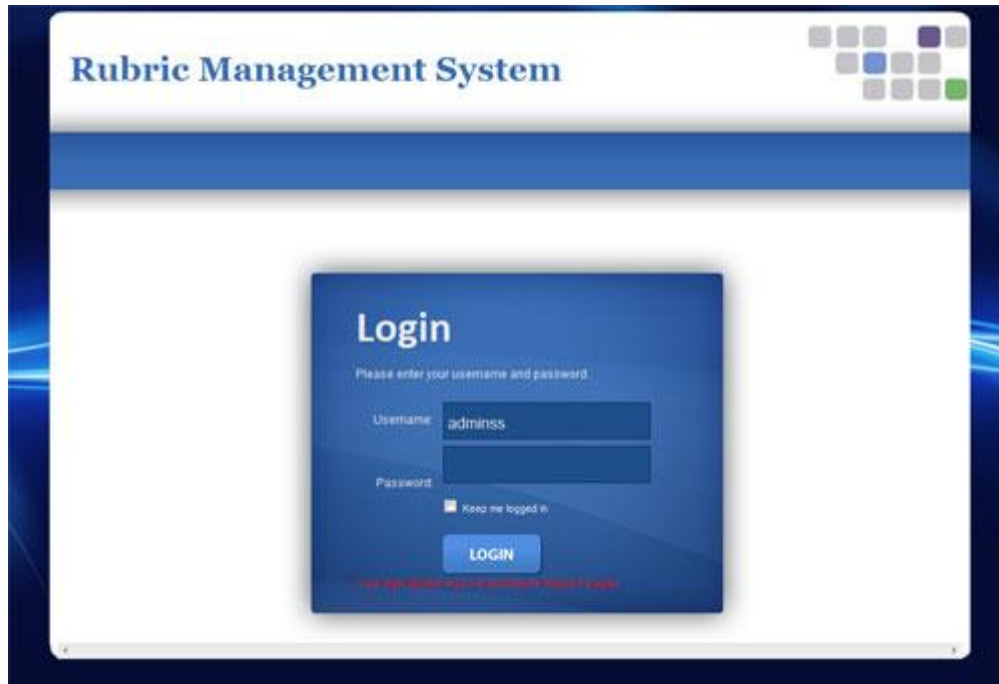 Rubric Management System
Login
Please enter your username and password.
Username:
adminss
Password:
Keep me logged in
LOGIN